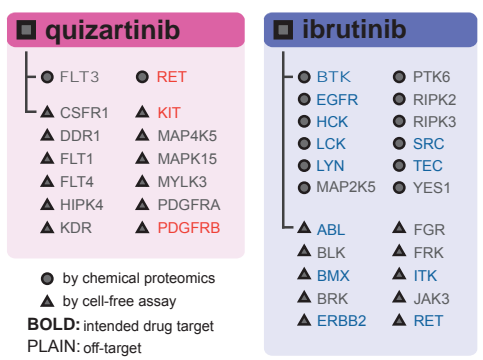 quizartinib
FLT3 RET
CSFR1 KIT
DDR1 MAP4K5
FLT1 MAPK15
FLT4 MYLK3
HIPK4 PDGFRA
KDR PDGFRB
by chemical proteomics
by cell-free assay
BOLD: intended drug target
PLAIN: off-target
ibrutinib
BTK PTK6
EGFR RIPK2
HCK RIPK3
LCK SRC
LYN TEC
MAP2K5 YES1
ABL FGR
BLK FRK
BMX ITK
BRK JAK3
ERBB2 RET